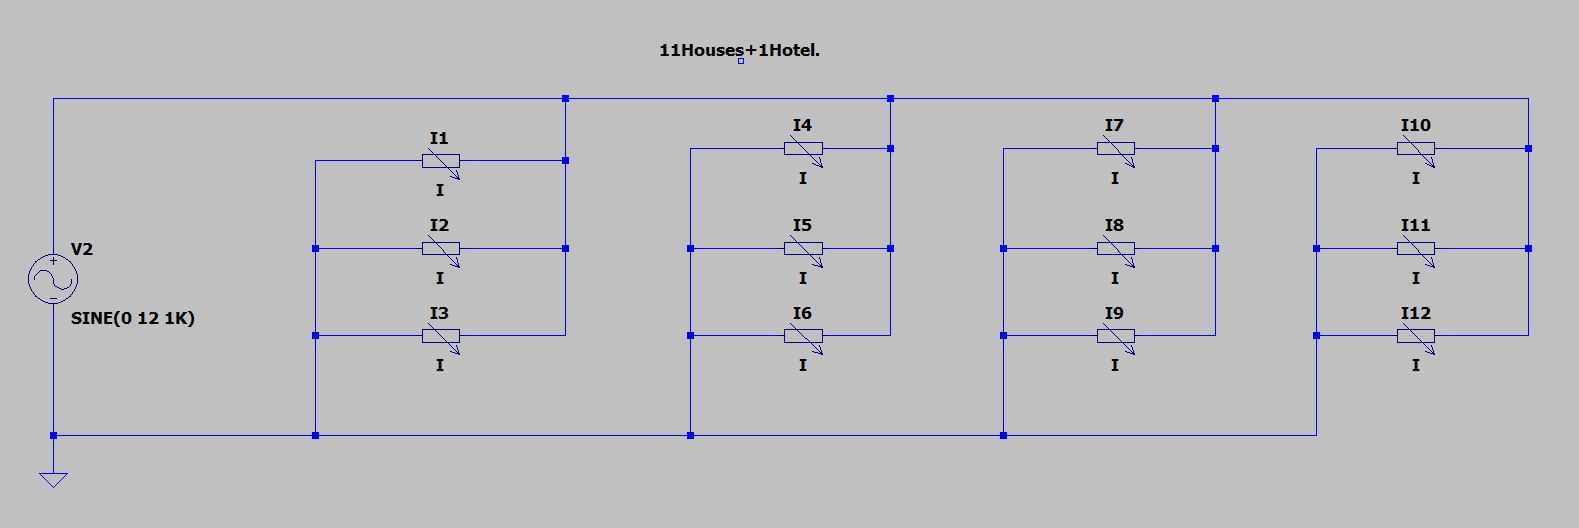 11Houses+1Hotel.
I1
I
I2
I
I3
I
I4
I
I5
I
I6
I
I7
I
I8
I
I9
I
I10
I
I11
I
I12
I
V2
SINE(0 12 1K)